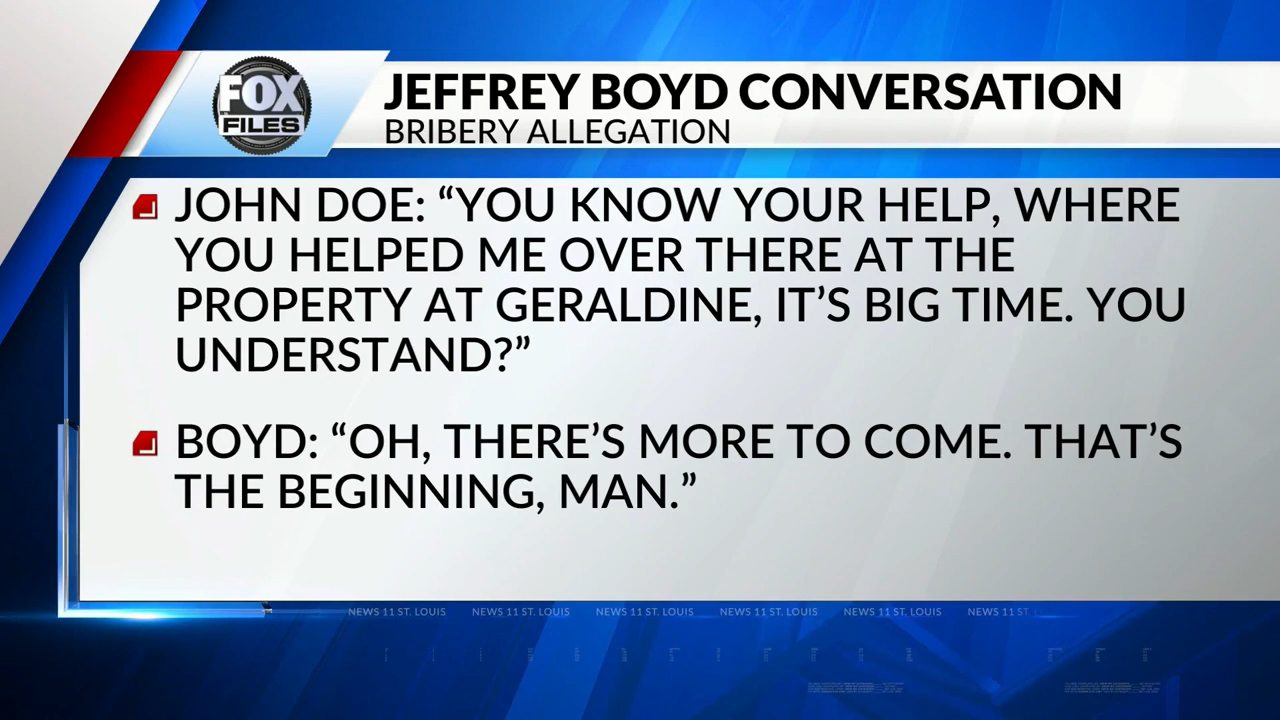 FOX
FILES
JEFFREY BOYD CONVERSATION
BRIBERY ALLEGATION
JOHN DOE: “YOU KNOW YOUR HELP, WHERE
YOU HELPED ME OVER THERE AT THE
PROPERTY AT GERALDINE, IT’S BIG TIME. YOU
UNDERSTAND?”
BOYD: “OH, THERE’S MORE TO COME. THAT’S
THE BEGINNING, MAN.”
NEWS 11 ST. LOUIS NEWS 11 ST. LOUIS NEWS 11 ST. LOUIS NEWS 11 ST. LOUIS NEWS 11 ST. LOUIS NEWS 11 ST.